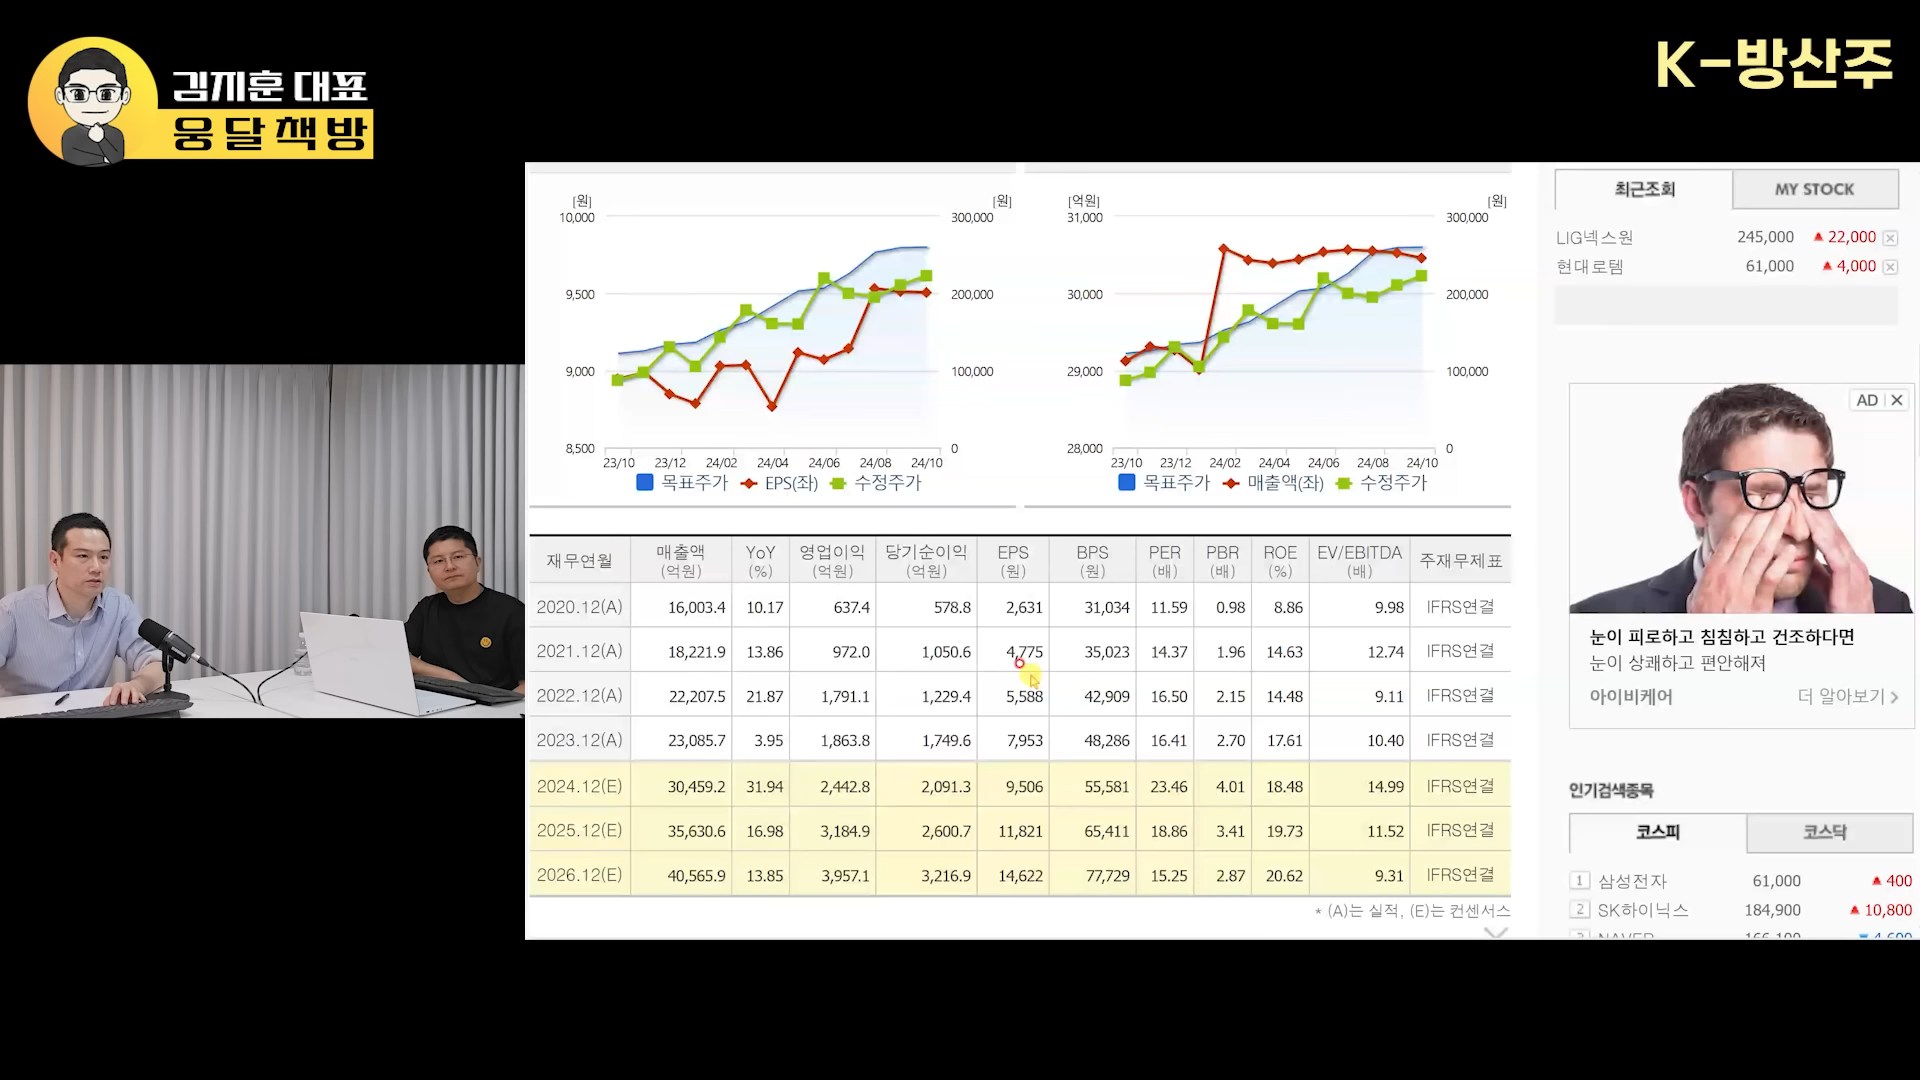 김지훈 대표
웅달책방
K-방산주
[원] [원]
10,000 300,000
9,500 200,000
9,000 100,000
8,500 0
23/10 23/12 24/02 24/04 24/06 24/08 24/10
목표주가 EPS(좌) 수정주가
[억원] [원]
31,000 300,000
30,000 200,000
29,000 100,000
28,000 0
23/10 23/12 24/02 24/04 24/06 24/08 24/10
목표주가 매출액(좌) 수정주가
재무연월 매출액 (억원) YoY (%) 영업이익 (억원) 당기순이익 (억원) EPS (원) BPS (원) PER (배) PBR (배) ROE (%) EV/EBITDA (배) 주재무제표
2020.12(A) 16,003.4 10.17 637.4 578.8 2,631 31,034 11.59 0.98 8.86 9.98 IFRS연결
2021.12(A) 18,221.9 13.86 972.0 1,050.6 4,775 35,023 14.37 1.96 14.63 12.74 IFRS연결
2022.12(A) 22,207.5 21.87 1,791.1 1,229.4 5,588 42,909 16.50 2.15 14.48 9.11 IFRS연결
2023.12(A) 23,085.7 3.95 1,863.8 1,749.6 7,953 48,286 16.41 2.70 17.61 10.40 IFRS연결
2024.12(E) 30,459.2 31.94 2,442.8 2,091.3 9,506 55,581 23.46 4.01 18.48 14.99 IFRS연결
2025.12(E) 35,630.6 16.98 3,184.9 2,600.7 11,821 65,411 18.86 3.41 19.73 11.52 IFRS연결
2026.12(E) 40,565.9 13.85 3,957.1 3,216.9 14,622 77,729 15.25 2.87 20.62 9.31 IFRS연결
* (A)는 실적, (E)는 컨센서스
최근조회 MY STOCK
LIG넥스원 245,000 ▲ 22,000
현대로템 61,000 ▲ 4,000
AD
눈이 피로하고 침침하고 건조하다면
눈이 상쾌하고 편안해져
아이비케어 더 알아보기 >
인기검색종목
코스피 코스닥
1 삼성전자 61,000 ▲ 400
2 SK하이닉스 184,900 ▲ 10,800